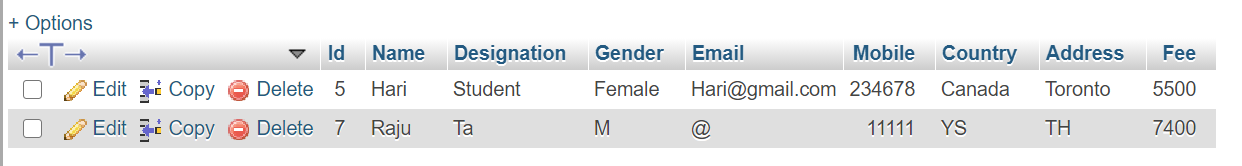 + Options
Id Name Designation Gender Email Mobile Country Address Fee
Edit Copy Delete 5 Hari Student Female Hari@gmail.com 234678 Canada Toronto 5500
Edit Copy Delete 7 Raju Ta M @ 11111 YS TH 7400